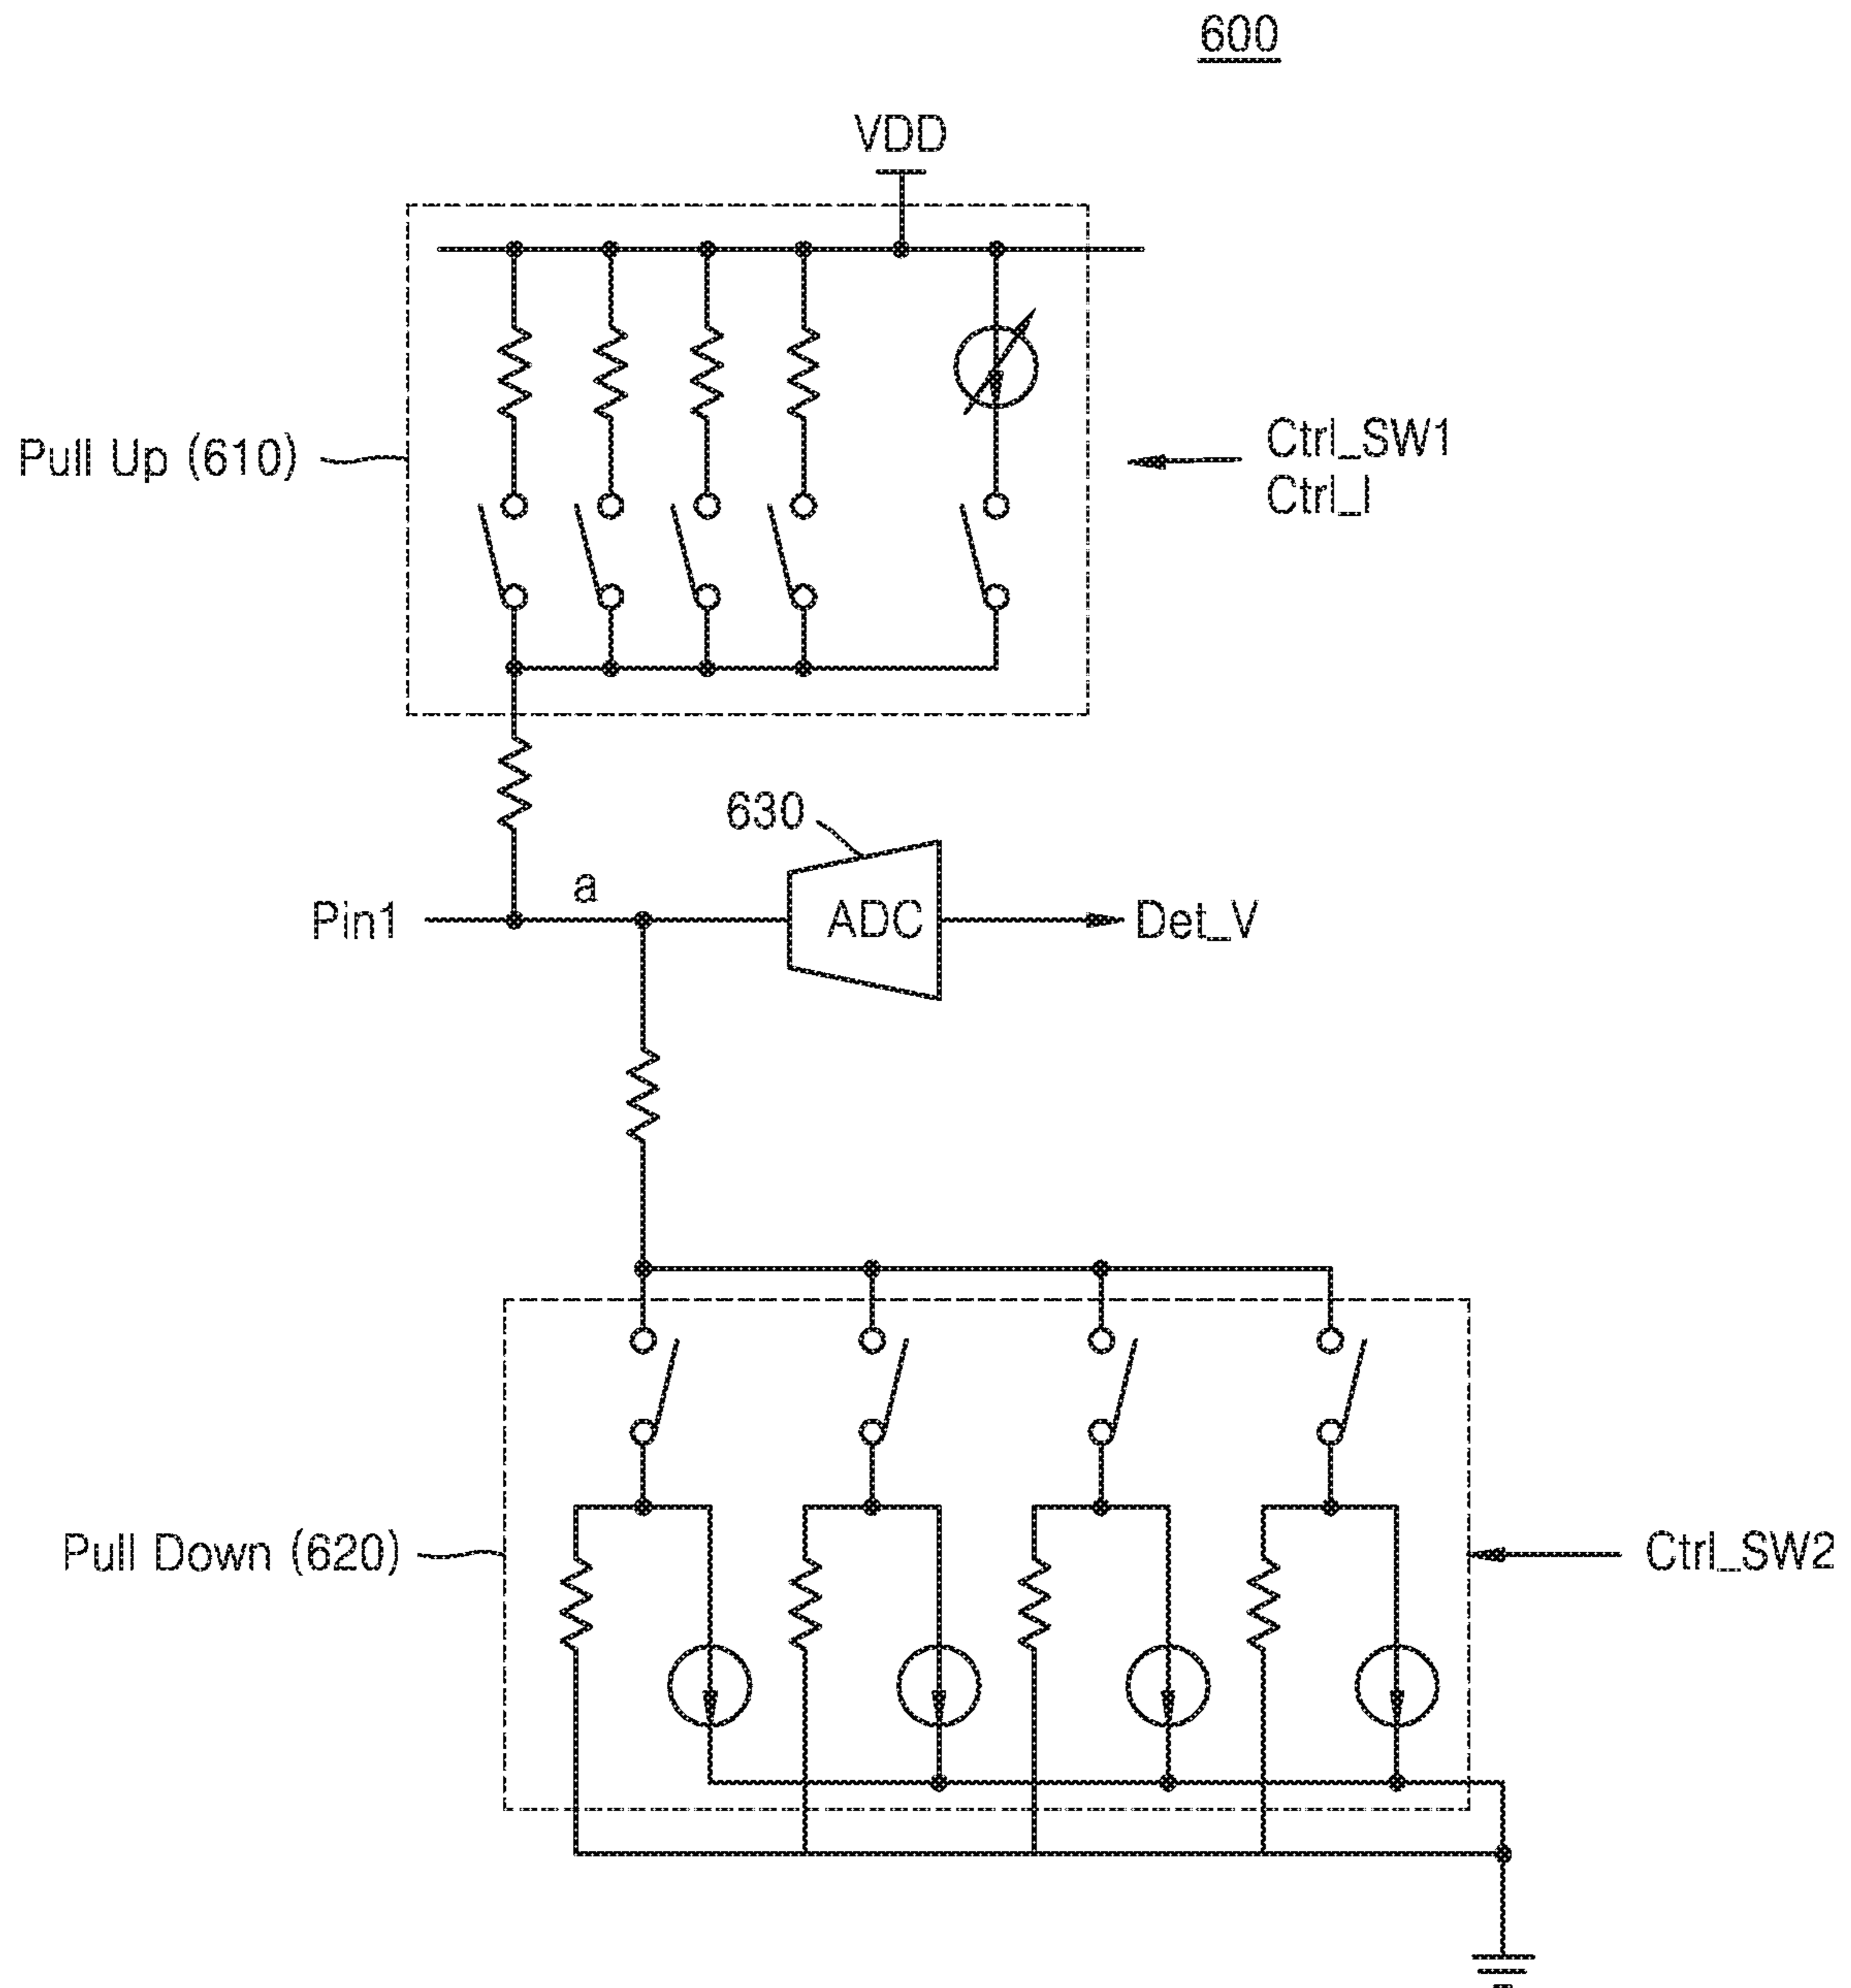 600
VDD
Pull Up (610)
Ctrl_SW1
Ctrl_I
630
a
Pin1
ADC
Det_V
Pull Down (620)
Ctrl_SW2